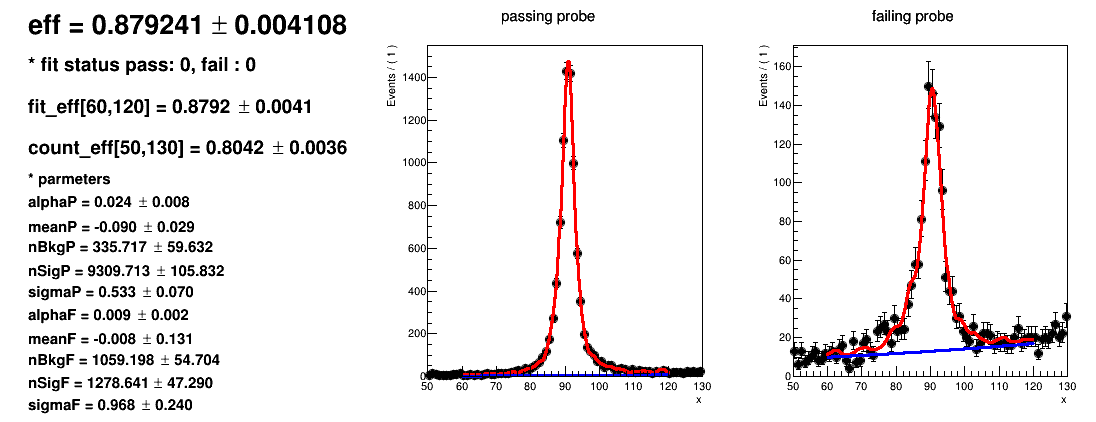 eff = 0.879241 ± 0.004108
* fit status pass: 0, fail : 0
fit_eff[60,120] = 0.8792 ± 0.0041
count_eff[50,130] = 0.8042 ± 0.0036
* parmeters
alphaP = 0.024 ± 0.008
meanP = -0.090 ± 0.029
nBkgP = 335.717 ± 59.632
nSigP = 9309.713 ± 105.832
sigmaP = 0.533 ± 0.070
alphaF = 0.009 ± 0.002
meanF = -0.008 ± 0.131
nBkgF = 1059.198 ± 54.704
nSigF = 1278.641 ± 47.290
sigmaF = 0.968 ± 0.240
passing probe
Events / ( 1 )
1400
1200
1000
800
600
400
200
0
50 60 70 80 90 100 110 120 130
x
failing probe
Events / ( 1 )
160
140
120
100
80
60
40
20
0
50 60 70 80 90 100 110 120 130
x